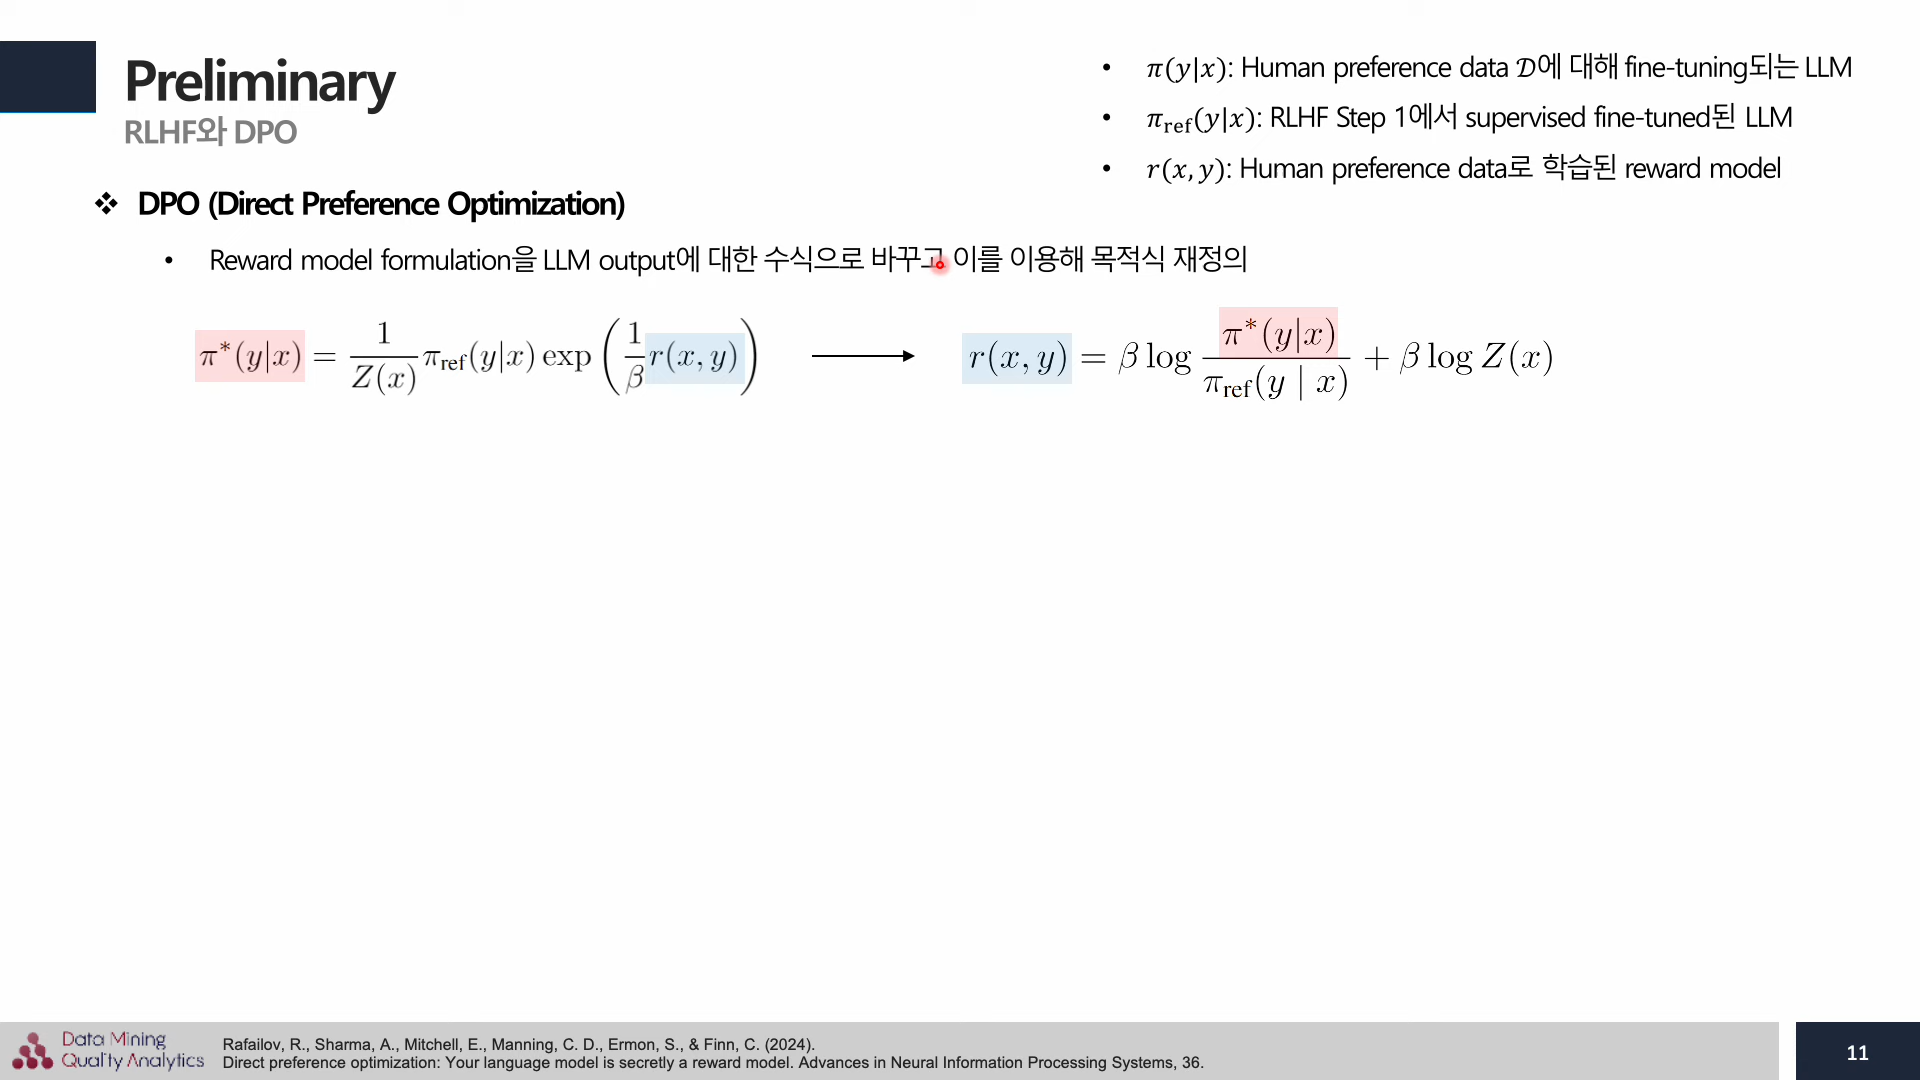 Preliminary
RLHF와 DPO
• π(y|x): Human preference data 𝒟에 대해 fine-tuning되는 LLM
• π_ref(y|x): RLHF Step 1에서 supervised fine-tuned된 LLM
• r(x, y): Human preference data로 학습된 reward model
❖ DPO (Direct Preference Optimization)
• Reward model formulation을 LLM output에 대한 수식으로 바꾸고 이를 이용해 목적식 재정의
π*(y|x) = 1/Z(x) π_ref(y|x) exp (1/β r(x, y)) → r(x, y) = β log π*(y|x)/π_ref(y | x) + β log Z(x)
Data Mining
Quality Analytics
Rafailov, R., Sharma, A., Mitchell, E., Manning, C. D., Ermon, S., & Finn, C. (2024).
Direct preference optimization: Your language model is secretly a reward model. Advances in Neural Information Processing Systems, 36.
11